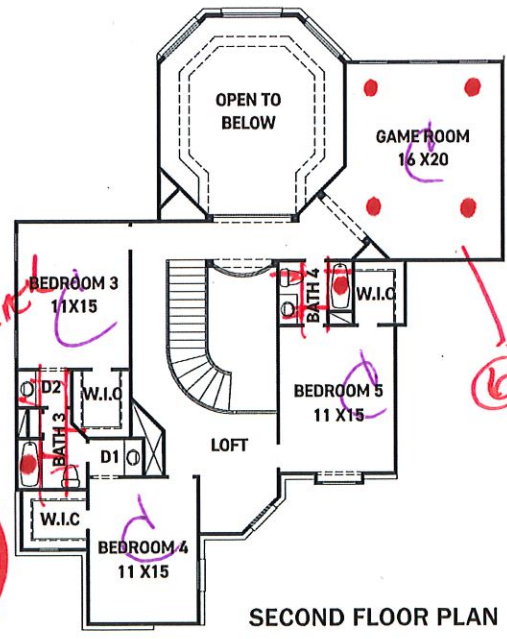 OPEN TO
BELOW
GAME ROOM
16 X20
BEDROOM 3
11X15
BATH 4
W.I.C
D2
W.I.C
BEDROOM 5
11 X15
BATH 3
D1
LOFT
W.I.C
BEDROOM 4
11 X15
SECOND FLOOR PLAN